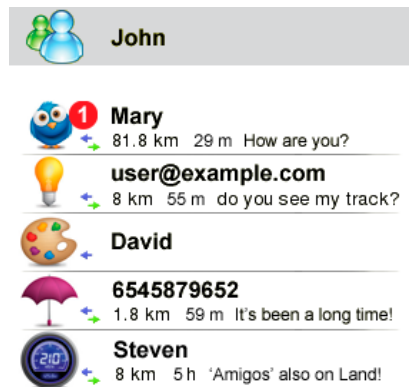 John
1
Mary
81.8 km 29 m How are you?
user@example.com
8 km 55 m do you see my track?
David
6545879652
1.8 km 59 m It's been a long time!
210
Steven
8 km 5 h ‘Amigos’ also on Land!